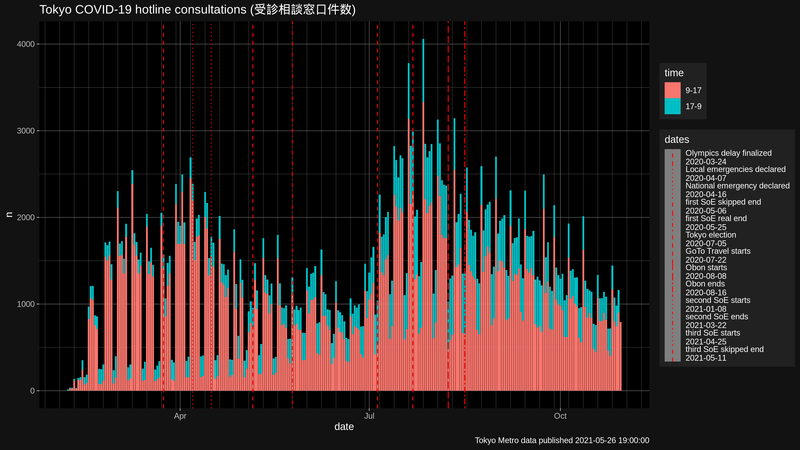 Tokyo COVID-19 hotline consultations (受診相談窓口件数)
n
4000
3000
2000
1000
0
Apr
Jul
Oct
date
Tokyo Metro data published 2021-05-26 19:00:00
time
9-17
17-9
dates
Olympics delay finalized
2020-03-24
Local emergencies declared
2020-04-07
National emergency declared
2020-04-16
first SoE skipped end
2020-05-06
first SoE real end
2020-05-25
Tokyo election
2020-07-05
GoTo Travel starts
2020-07-22
Obon starts
2020-08-08
Obon ends
2020-08-16
second SoE starts
2021-01-08
second SoE ends
2021-03-22
third SoE starts
2021-04-25
third SoE skipped end
2021-05-11